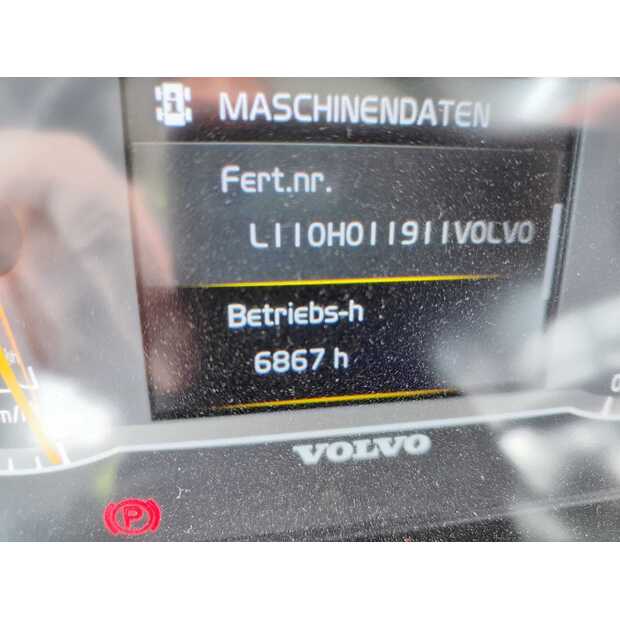 MASCHINENDATEN
Fert.nr.
L110H011911VOLVO
Betriebs-h
6867 h
VOLVO
P